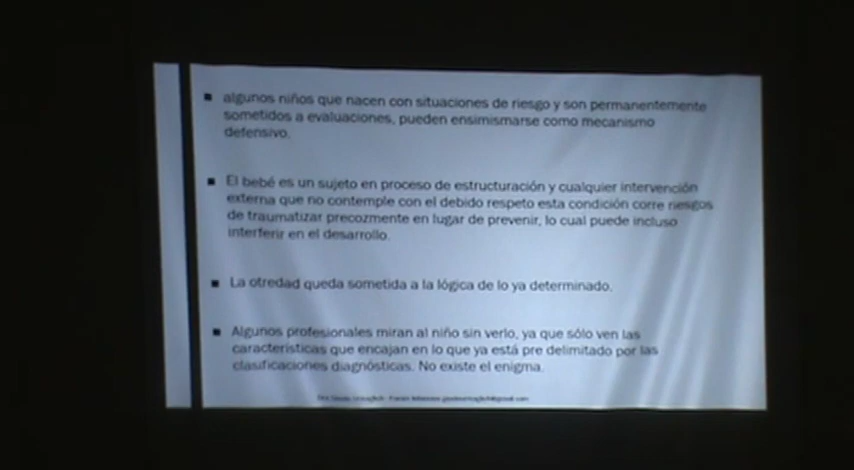 algunos niños que nacen con situaciones de riesgo y son permanentemente
sometidos a evaluaciones, pueden ensimismarse como mecanismo
defensivo.
El bebé es un sujeto en proceso de estructuración y cualquier intervención
externa que no contemple con el debido respeto esta condición corre riesgos
de traumatizar precozmente en lugar de prevenir, lo cual puede incluso
interferir en el desarrollo.
La otredad queda sometida a la lógica de lo ya determinado.
Algunos profesionales miran al niño sin verlo, ya que sólo ven las
características que encajan en lo que ya está pre delimitado por las
clasificaciones diagnósticas. No existe el enigma.